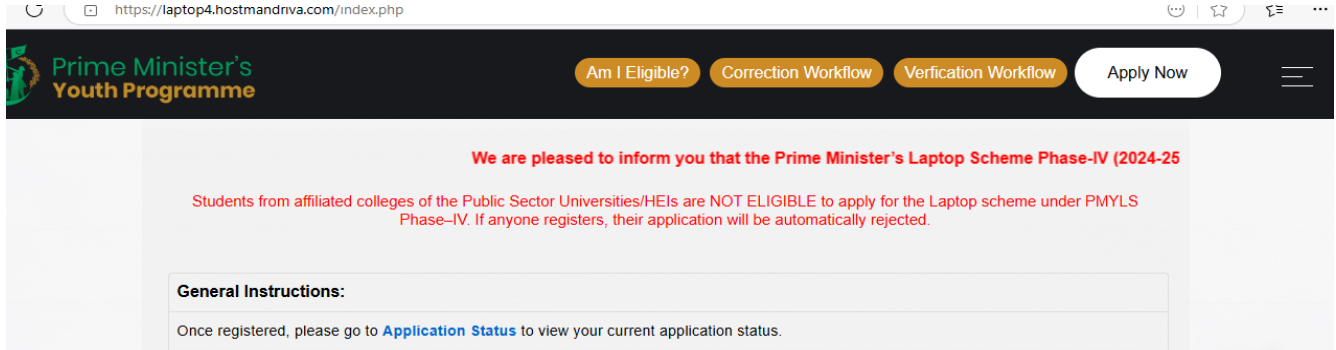 https://laptop4.hostmandriva.com/index.php
Prime Minister's
Youth Programme
Am I Eligible?
Correction Workflow
Verfication Workflow
Apply Now
We are pleased to inform you that the Prime Minister's Laptop Scheme Phase-IV (2024-25
Students from affiliated colleges of the Public Sector Universities/HEIs are NOT ELIGIBLE to apply for the Laptop scheme under PMYLS
Phase–IV. If anyone registers, their application will be automatically rejected.
General Instructions:
Once registered, please go to Application Status to view your current application status.